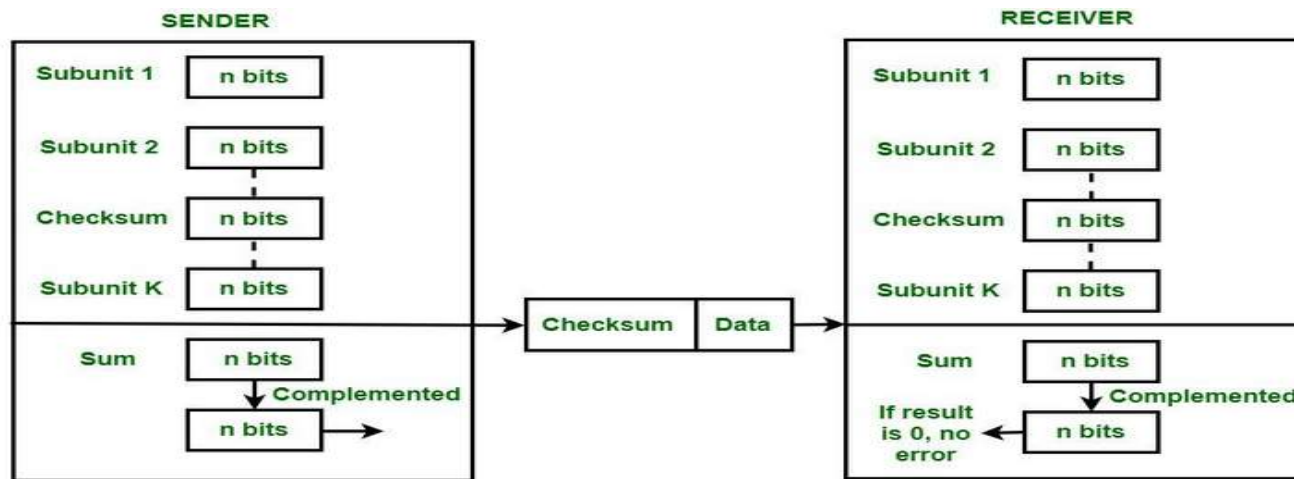 SENDER
Subunit 1 n bits
Subunit 2 n bits
Checksum n bits
Subunit K n bits
Sum n bits
Complemented
n bits
Checksum Data
RECEIVER
Subunit 1 n bits
Subunit 2 n bits
Checksum n bits
Subunit K n bits
Sum n bits
Complemented
n bits
If result
is 0, no
error